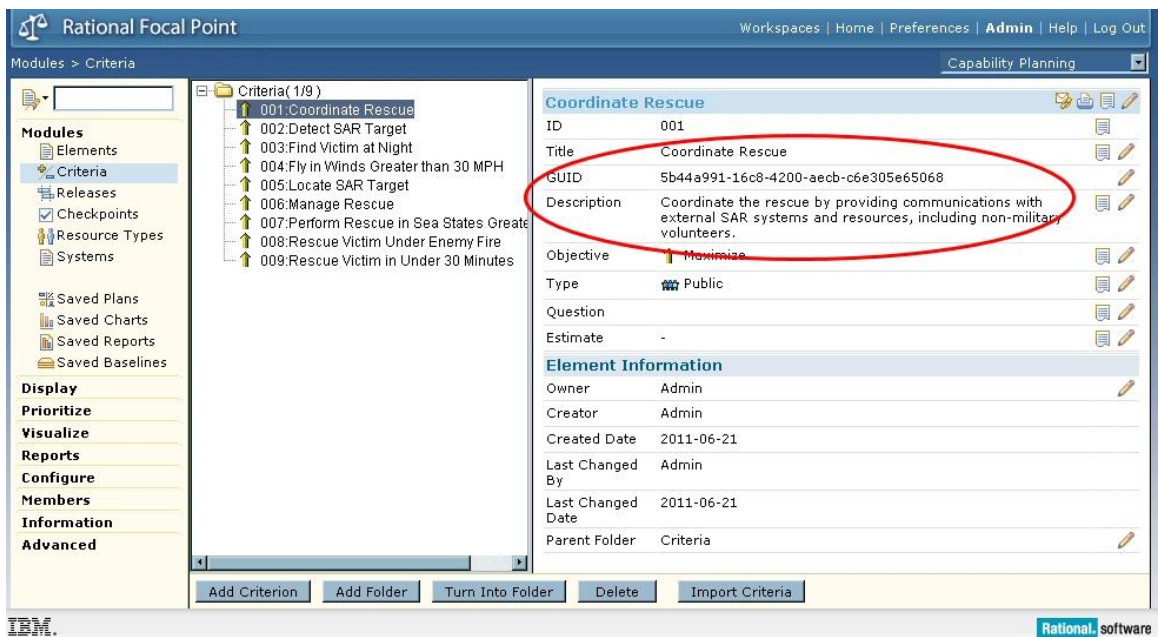 Rational Focal Point
Workspaces | Home | Preferences | Admin | Help | Log Out
Modules > Criteria
Capability Planning
Modules
Elements
Criteria
Releases
Checkpoints
Resource Types
Systems
Saved Plans
Saved Charts
Saved Reports
Saved Baselines
Display
Prioritize
Visualize
Reports
Configure
Members
Information
Advanced
Criteria( 1/9 )
001:Coordinate Rescue
002:Detect SAR Target
003:Find Victim at Night
004:Fly in Winds Greater than 30 MPH
005:Locate SAR Target
006:Manage Rescue
007:Perform Rescue in Sea States Greate
008:Rescue Victim Under Enemy Fire
009:Rescue Victim in Under 30 Minutes
Coordinate Rescue
ID 001
Title Coordinate Rescue
GUID 5b44a991-16c8-4200-aecb-c6e305e65068
Description Coordinate the rescue by providing communications with
external SAR systems and resources, including non-military
volunteers.
Objective Maximize
Type Public
Question
Estimate -
Element Information
Owner Admin
Creator Admin
Created Date 2011-06-21
Last Changed Admin
By
Last Changed 2011-06-21
Date
Parent Folder Criteria
Add Criterion Add Folder Turn Into Folder Delete Import Criteria
IBM.
Rational. software